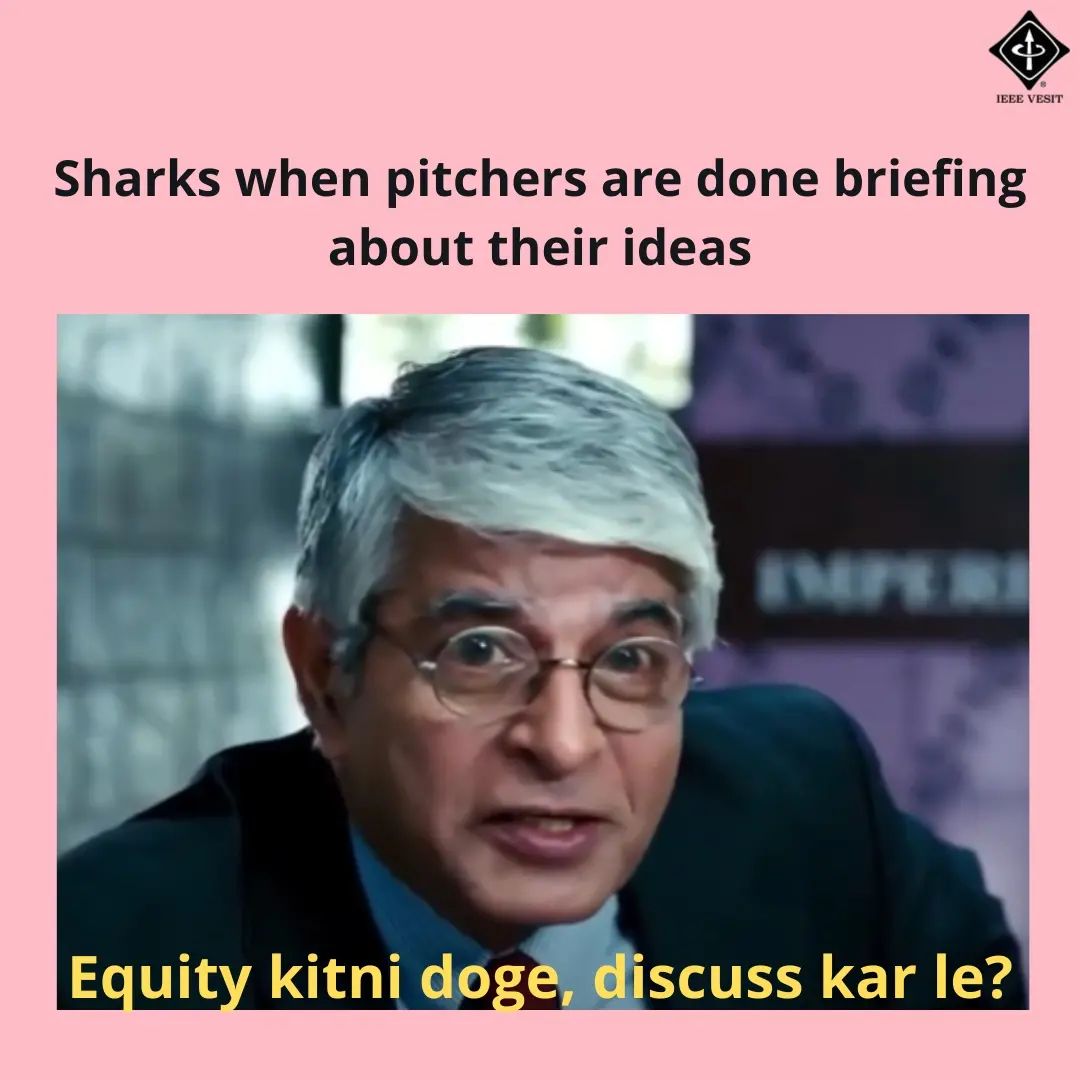 IEEE VESIT
Sharks when pitchers are done briefing
about their ideas
IMPERI
Equity kitni doge, discuss kar le?